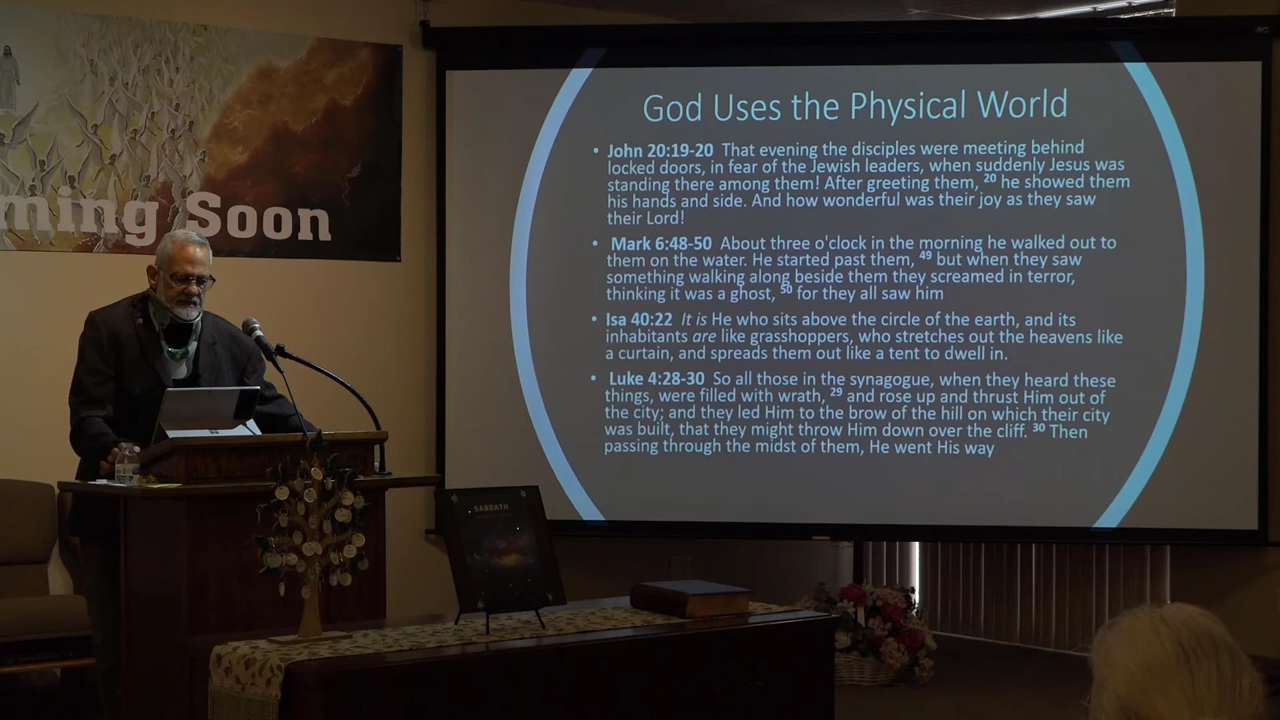 ming Soon
God Uses the Physical World
• John 20:19-20 That evening the disciples were meeting behind
locked doors, in fear of the Jewish leaders, when suddenly Jesus was
standing there among them! After greeting them, 20 he showed them
his hands and side. And how wonderful was their joy as they saw
their Lord!
• Mark 6:48-50 About three o'clock in the morning he walked out to
them on the water. He started past them, 49 but when they saw
something walking along beside them they screamed in terror,
thinking it was a ghost, 50 for they all saw him
• Isa 40:22 It is He who sits above the circle of the earth, and its
inhabitants are like grasshoppers, who stretches out the heavens like
a curtain, and spreads them out like a tent to dwell in.
• Luke 4:28-30 So all those in the synagogue, when they heard these
things, were filled with wrath, 29 and rose up and thrust Him out of
the city; and they led Him to the brow of the hill on which their city
was built, that they might throw Him down over the cliff. 30 Then
passing through the midst of them, He went His way
SABBATH